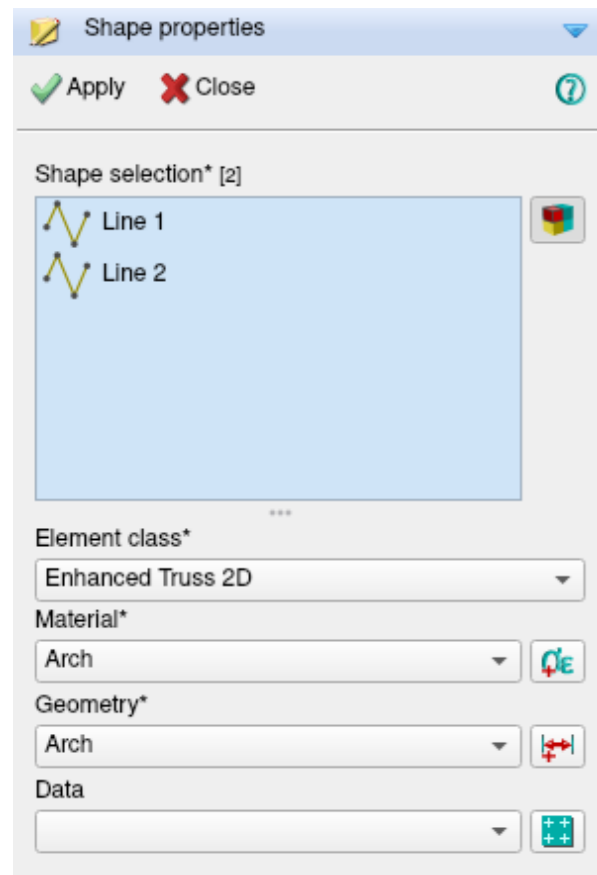 Shape properties
Apply Close
Shape selection* [2]
Line 1
Line 2
Element class*
Enhanced Truss 2D
Material*
Arch
Geometry*
Arch
Data